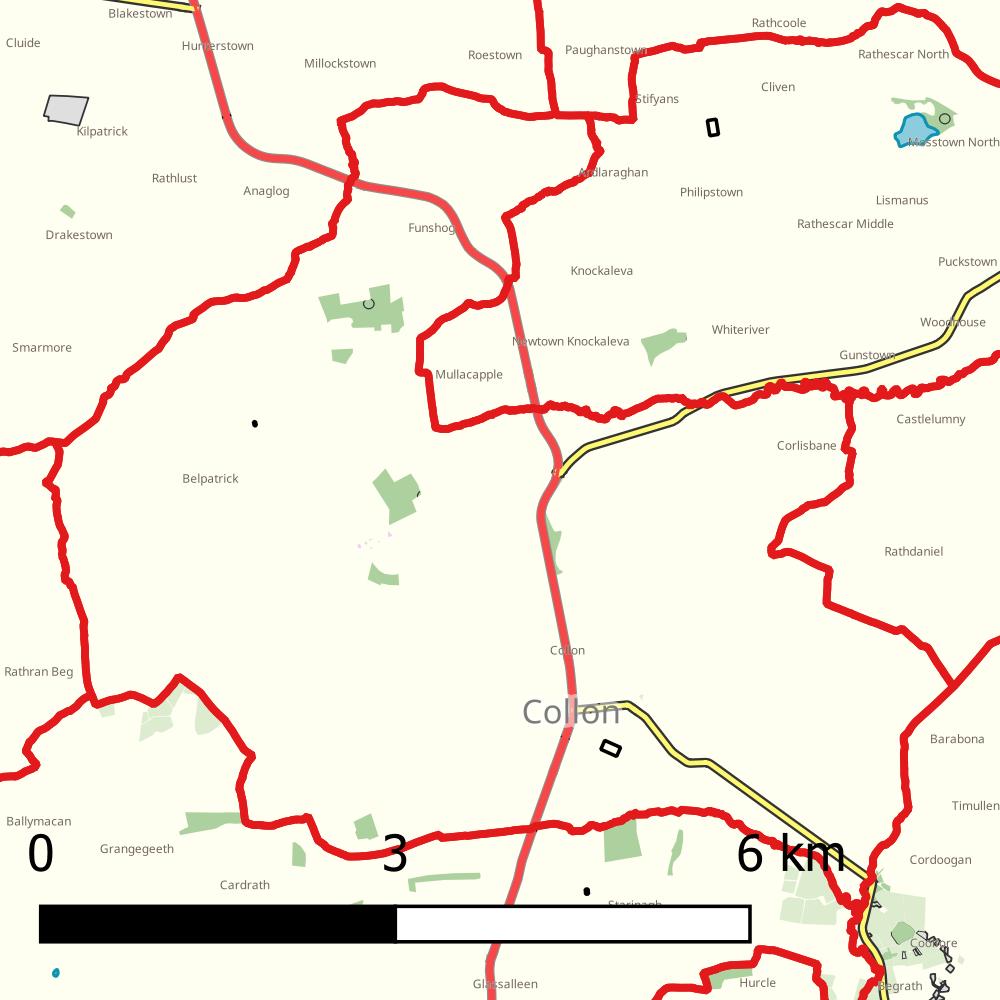 Blakestown
Rathcoole
Cluide
Hunterstown
Paughanstown
Roestown
Rathescar North
Millockstown
Cliven
Stifyans
Kilpatrick
Mosstown North
Ardlaraghan
Rathlust
Anaglog
Philipstown
Lismanus
Rathescar Middle
Funshog
Drakestown
Puckstown
Knockaleva
Woodhouse
Whiteriver
Newtown Knockaleva
Smarmore
Gunstown
Mullacapple
Castlelumny
Corlisbane
Belpatrick
Rathdaniel
Collon
Rathran Beg
Collon
Barabona
Timullen
Ballymacan
Grangegeeth
0
3
6 km
Cordoogan
Cardrath
Starinagh
Coolfore
Hurcle
Glassalleen
Begrath